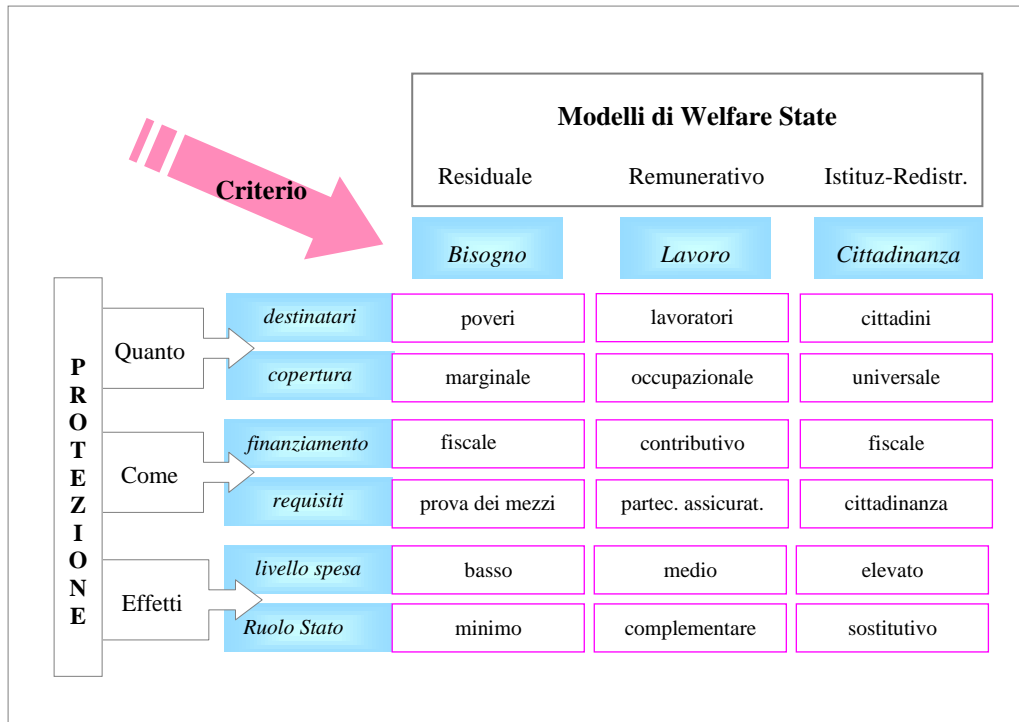 Modelli di Welfare State
Residuale Remunerativo Istituz-Redistr.
Criterio
Bisogno Lavoro Cittadinanza
PROTEZIONE
Quanto
destinatari poveri lavoratori cittadini
copertura marginale occupazionale universale
Come
finanziamento fiscale contributivo fiscale
requisiti prova dei mezzi partec. assicurat. cittadinanza
Effetti
livello spesa basso medio elevato
Ruolo Stato minimo complementare sostitutivo